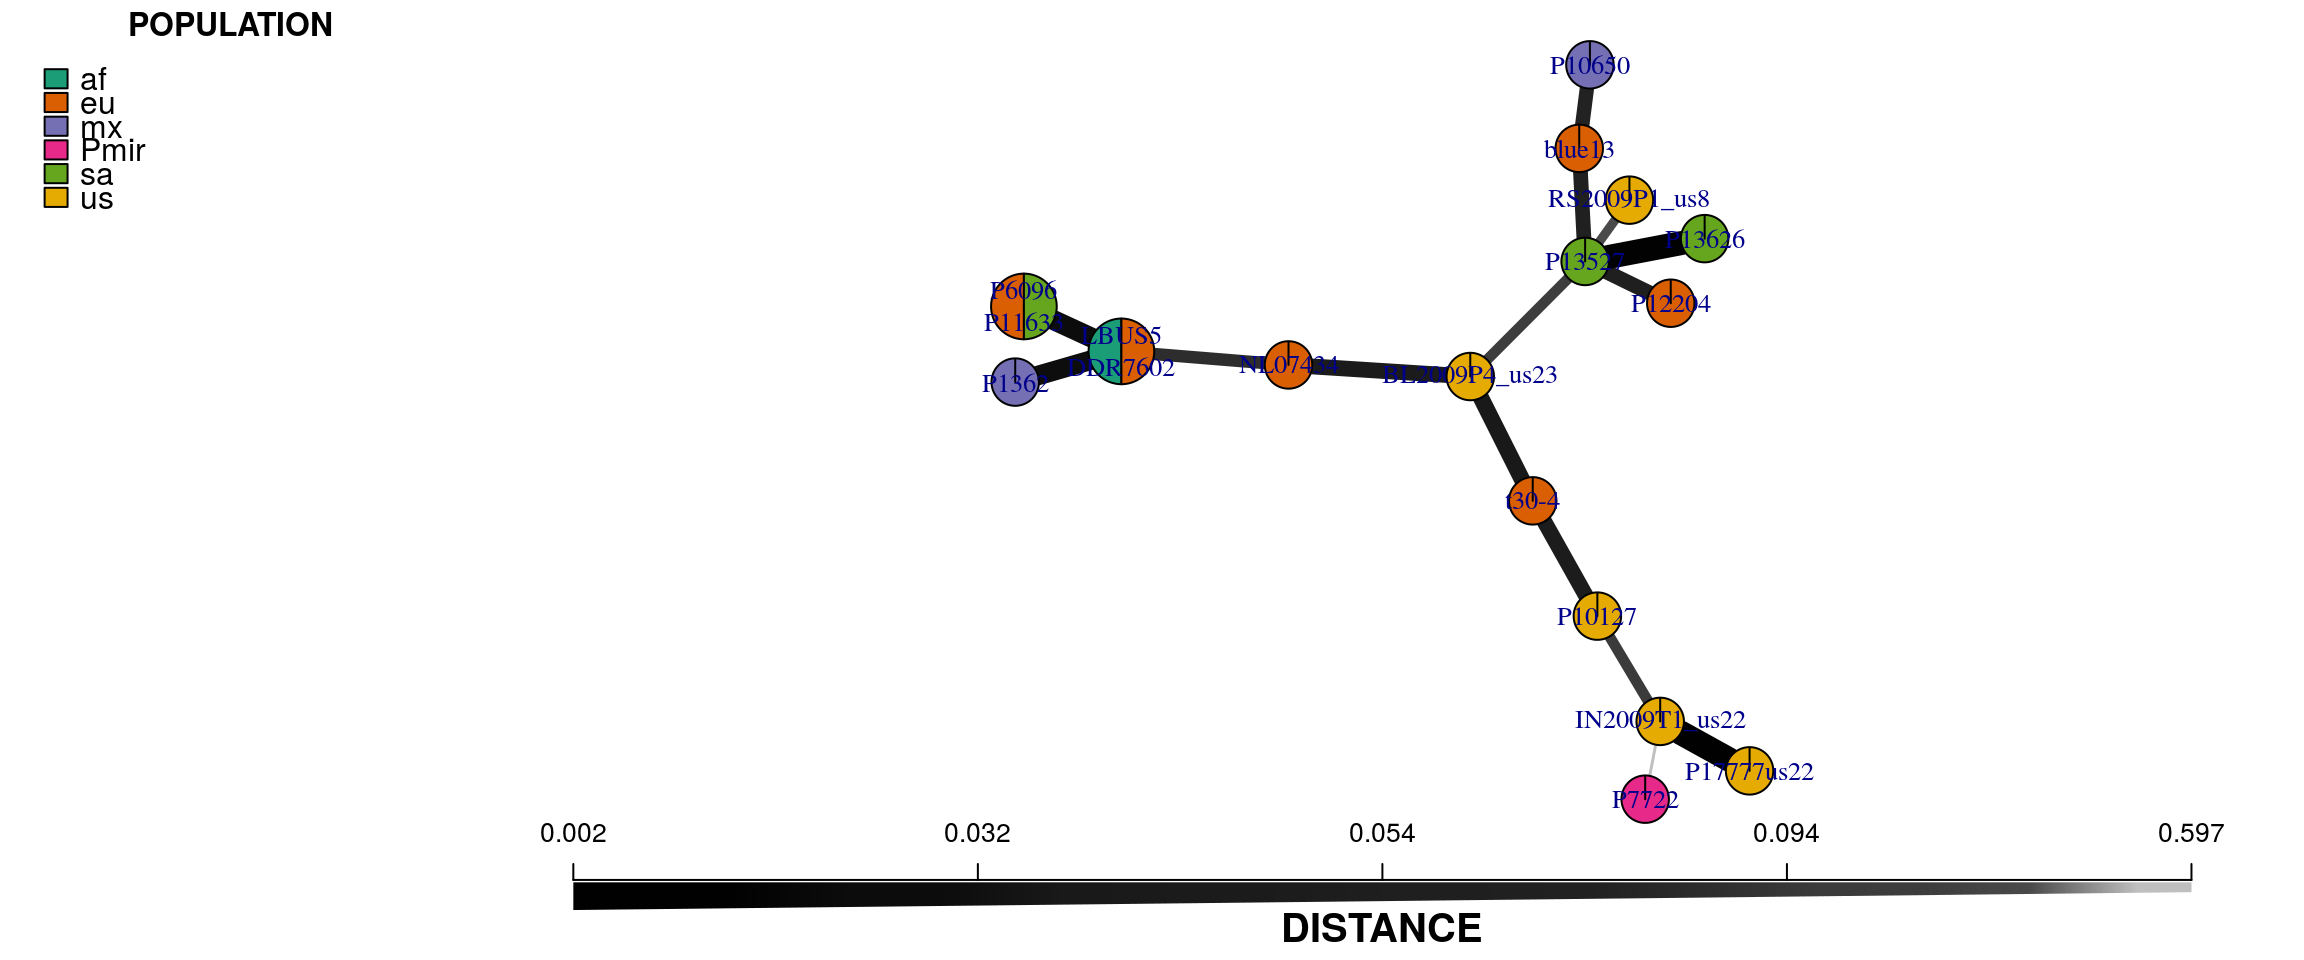 POPULATION
af
eu
mx
Pmir
sa
us
P10650
blue13
RS2009P1_us8
P13626
P13527
P12204
P6096
P11633
LBUS5
DDR7602
P1362
NL07434
BL2009P4_us23
t30-4
P10127
IN2009T1_us22
P17777us22
P7722
0.002 0.032 0.054 0.094 0.597
DISTANCE